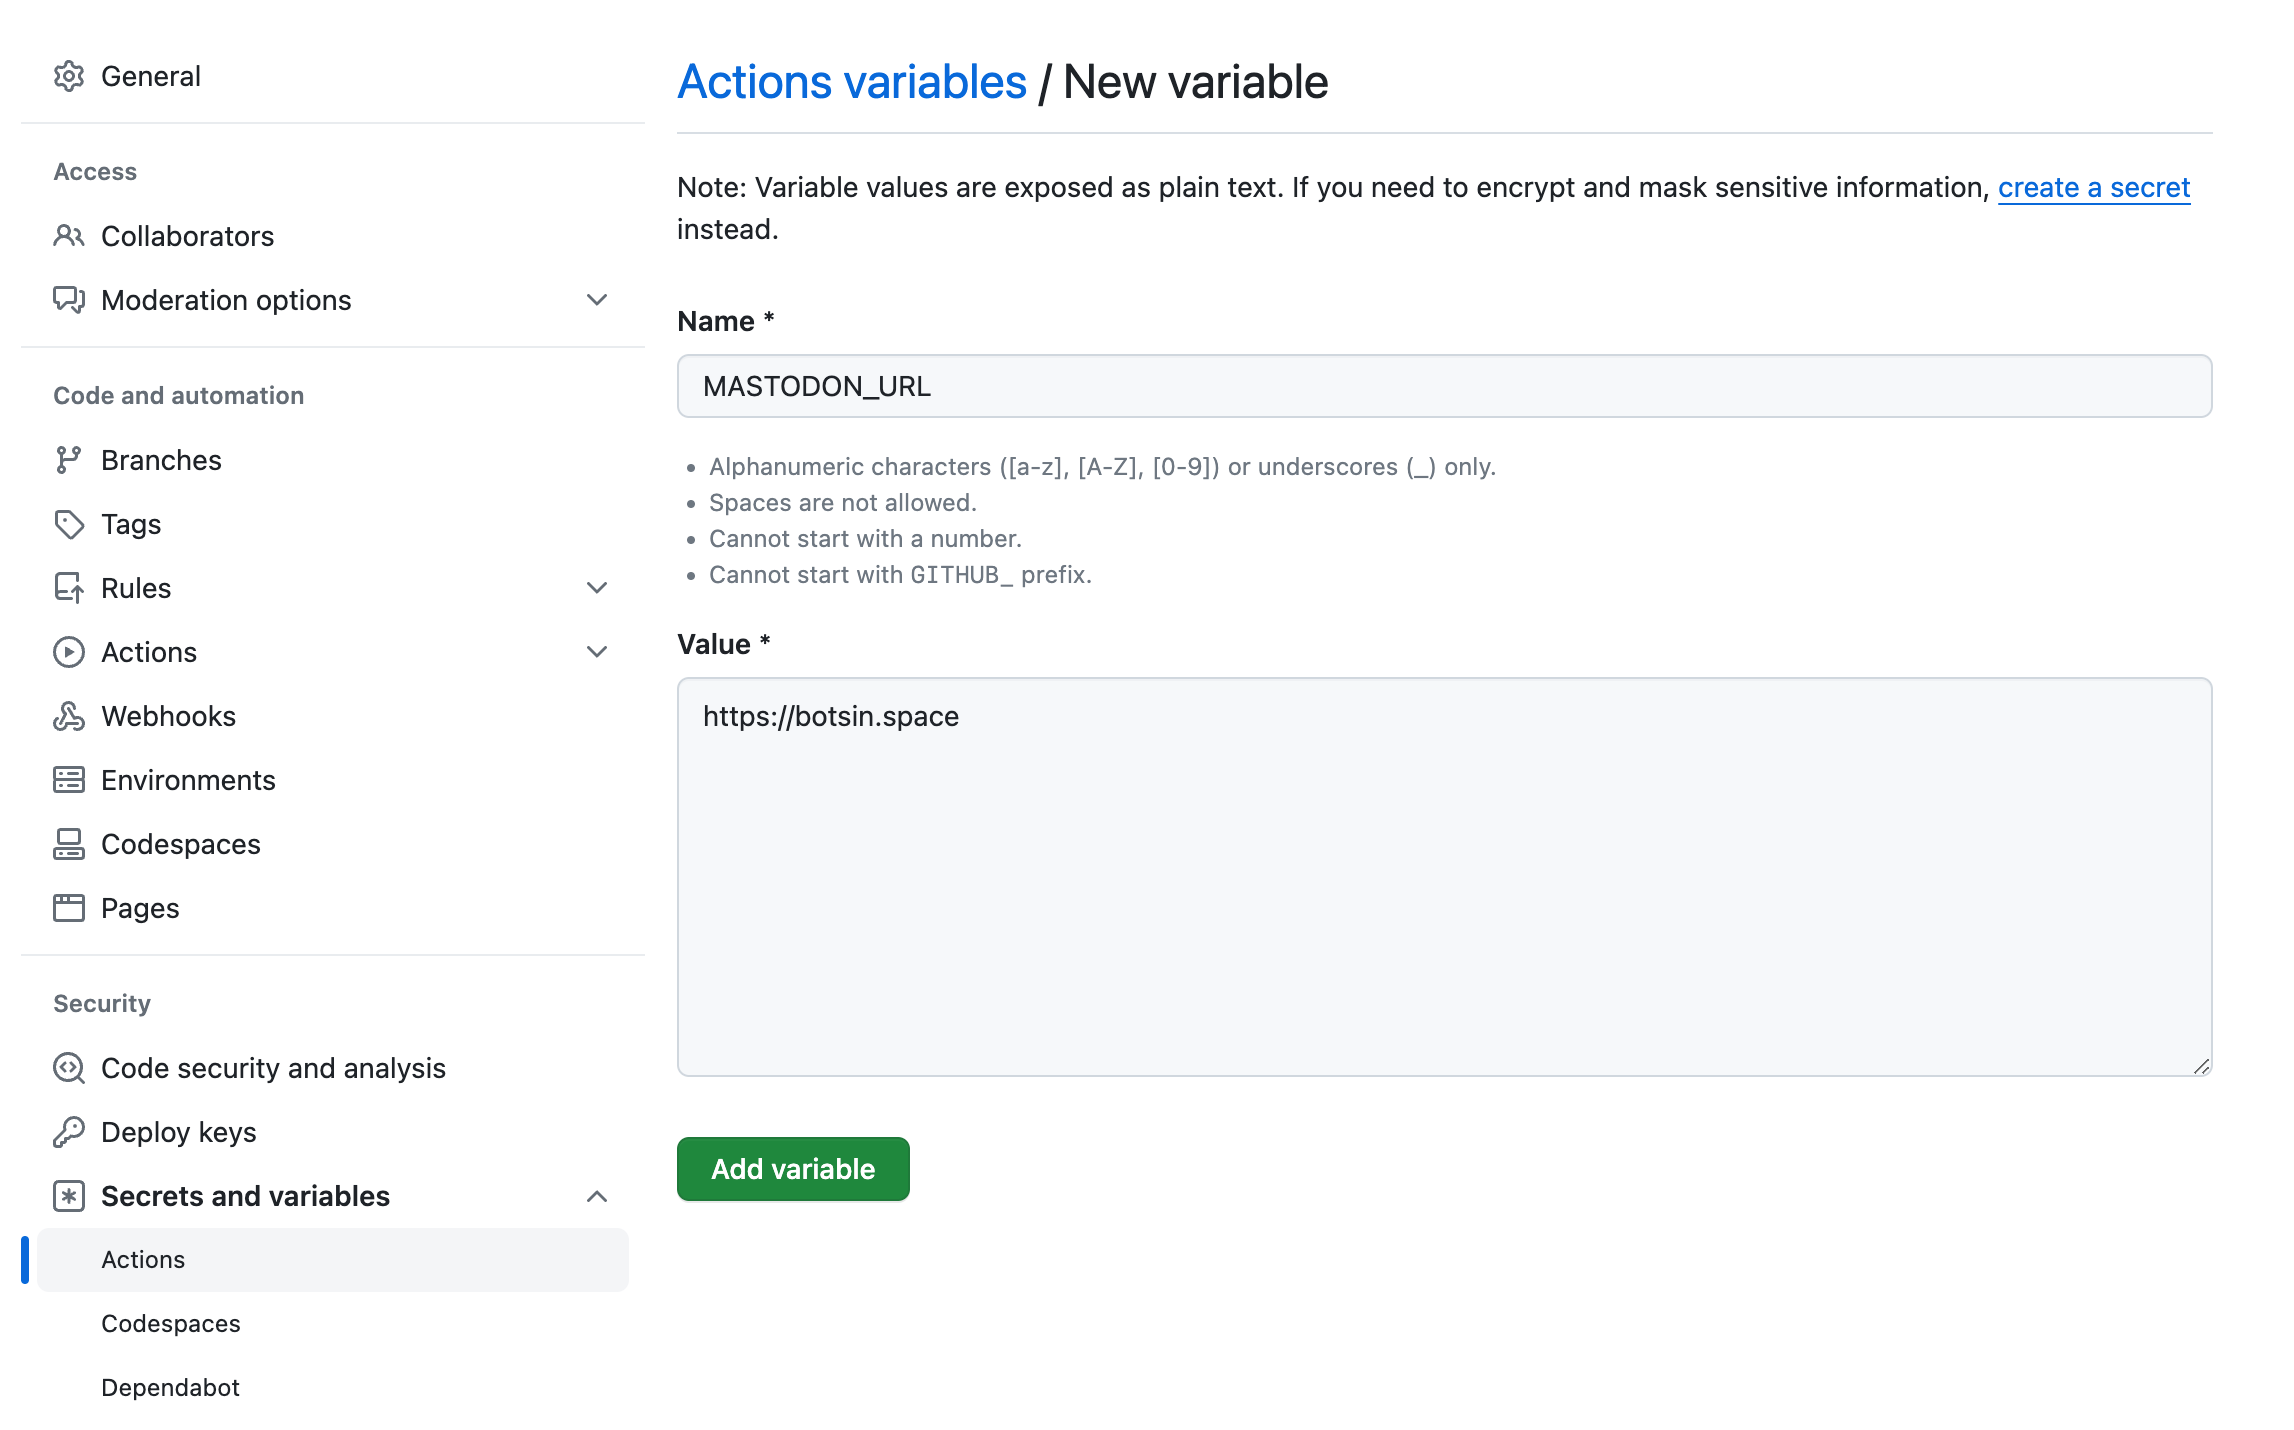 General
Access
Collaborators
Moderation options
Code and automation
Branches
Tags
Rules
Actions
Webhooks
Environments
Codespaces
Pages
Security
Code security and analysis
Deploy keys
Secrets and variables
Actions
Codespaces
Dependabot
Actions variables / New variable
Note: Variable values are exposed as plain text. If you need to encrypt and mask sensitive information, create a secret
instead.
Name *
MASTODON_URL
• Alphanumeric characters ([a-z], [A-Z], [0-9]) or underscores (_) only.
• Spaces are not allowed.
• Cannot start with a number.
• Cannot start with GITHUB_ prefix.
Value *
https://botsin.space
Add variable